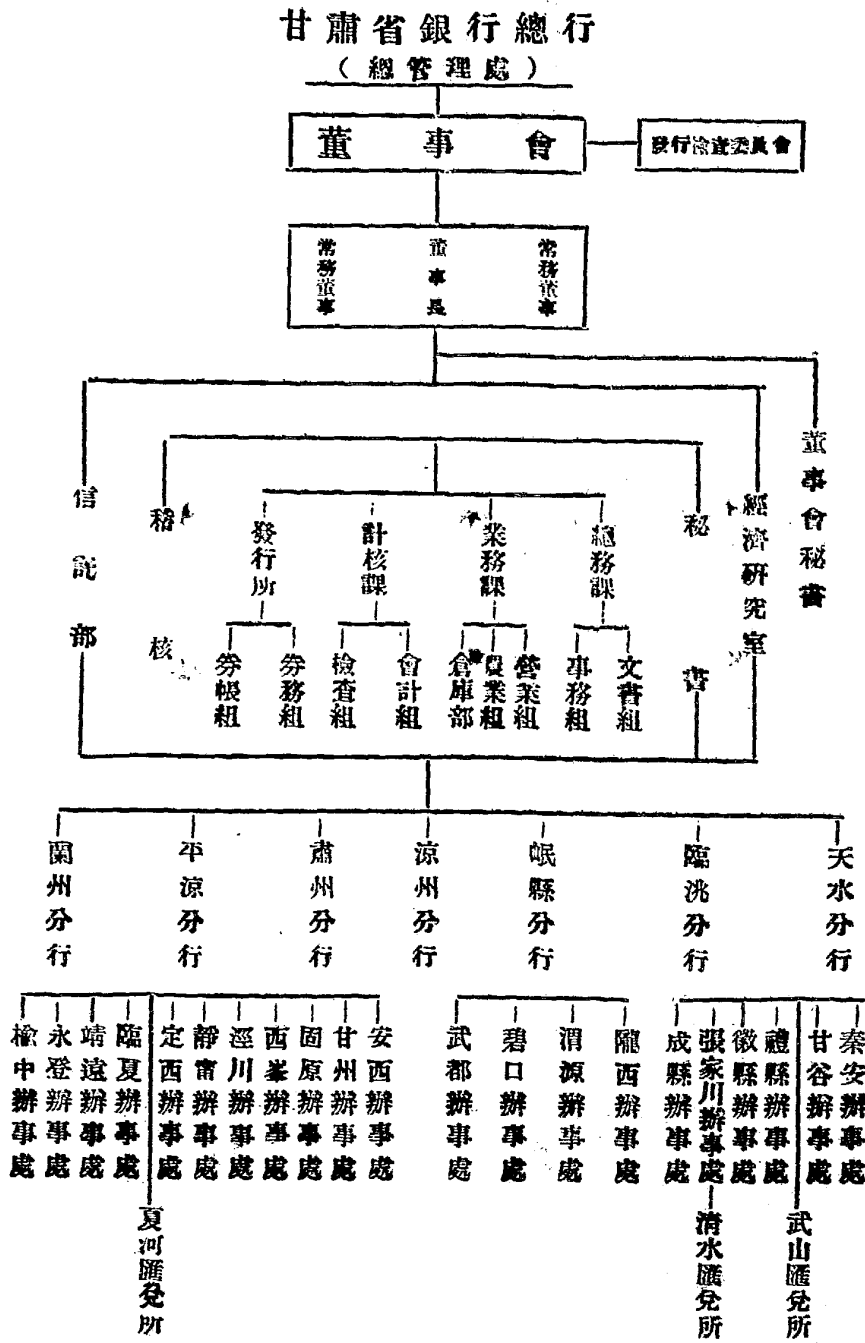 甘肅省銀行總行
（總管理處）
董事會
發行檢查委員會
常務董事
董事長
常務董事
董事會秘書
經濟研究室
秘書
稽核
信託部
總務課
業務課
計核課
發行所
文書組
事務組
營業組
農業組
倉庫部
會計組
檢查組
券務組
券帳組
天水分行
臨洮分行
岷縣分行
涼州分行
肅州分行
平涼分行
蘭州分行
秦安辦事處
甘谷辦事處
武山匯兌所
禮縣辦事處
徽縣辦事處
張家川辦事處
清水匯兌所
成縣辦事處
隴西辦事處
渭源辦事處
碧口辦事處
武都辦事處
安西辦事處
甘州辦事處
固原辦事處
西峯辦事處
涇川辦事處
靜甯辦事處
定西辦事處
夏河匯兌所
臨夏辦事處
靖遠辦事處
永登辦事處
榆中辦事處